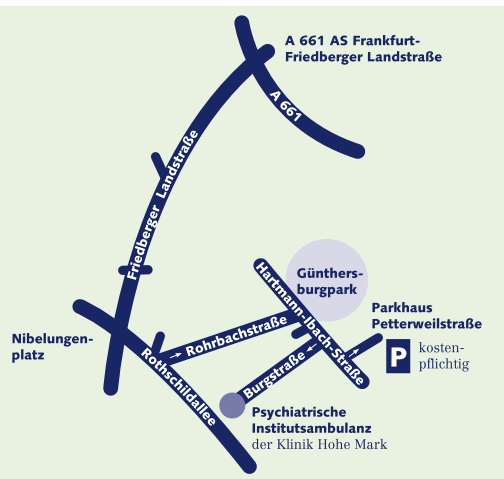 A 661 AS Frankfurt-
Friedberger Landstraße
A 661
Friedberger Landstraße
Günthers-
burgpark
Hartmann-Ibach-Straße
Parkhaus
Petterweilstraße
P
kosten-
pflichtig
Nibelungen-
platz
Rohrbachstraße
Rothschildallee
Burgstraße
Psychiatrische
Institutsambulanz
der Klinik Hohe Mark